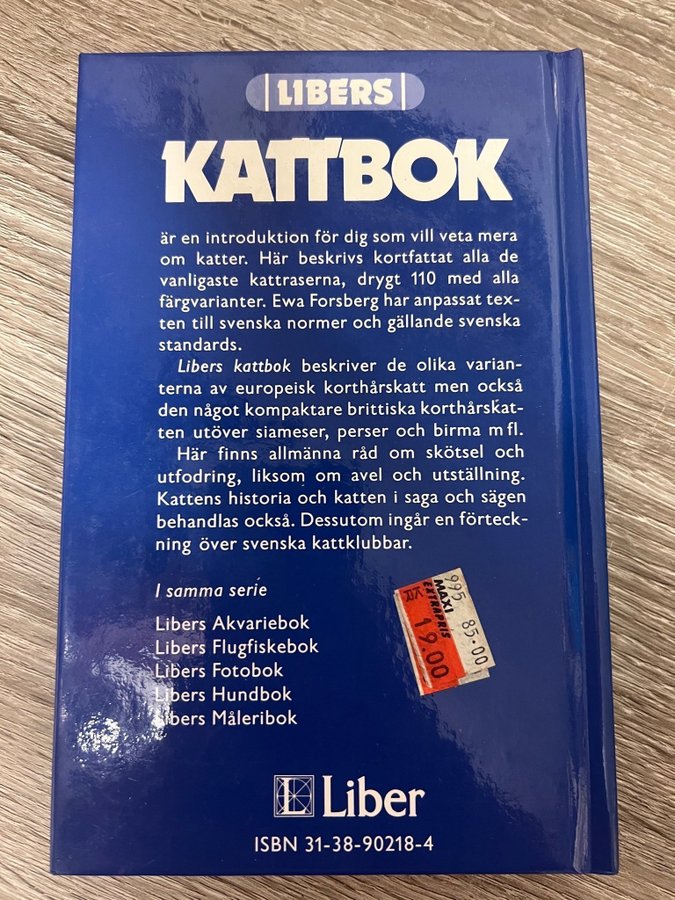 LIBERS
KATTBOK
är en introduktion för dig som vill veta mera
om katter. Här beskrivs kortfattat alla de
vanligaste kattraserna, drygt 110 med alla
färgvarianter. Ewa Forsberg har anpassat tex-
ten till svenska normer och gällande svenska
standards.
Libers kattbok beskriver de olika varian-
terna av europeisk korthårskatt men också
den något kompaktare brittiska korthårskat-
ten utöver siameser, perser och birma m fl.
Här finns allmänna råd om skötsel och
utfodring, liksom om avel och utställning.
Kattens historia och katten i saga och sägen
behandlas också. Dessutom ingår en förteck-
ning över svenska kattklubbar.
I samma serie
Libers Akvariebok
Libers Flugfiskebok
Libers Fotobok
Libers Hundbok
Libers Måleribok
995 85.00
MAXI
EXTRAPRIS
19.00
L Liber
ISBN 31-38-90218-4